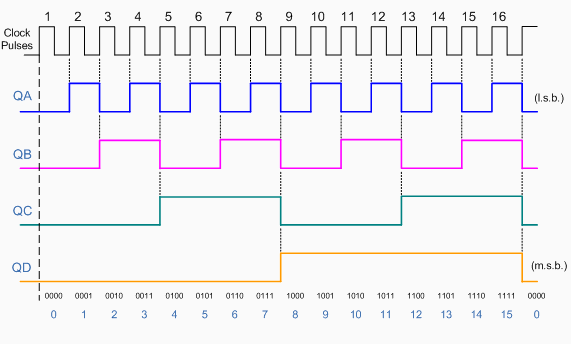 1 2 3 4 5 6 7 8 9 10 11 12 13 14 15 16
Clock
Pulses
QA (l.s.b.)
QB
QC
QD (m.s.b.)
0000 0001 0010 0011 0100 0101 0110 0111 1000 1001 1010 1011 1100 1101 1110 1111 0000
0 1 2 3 4 5 6 7 8 9 10 11 12 13 14 15 0